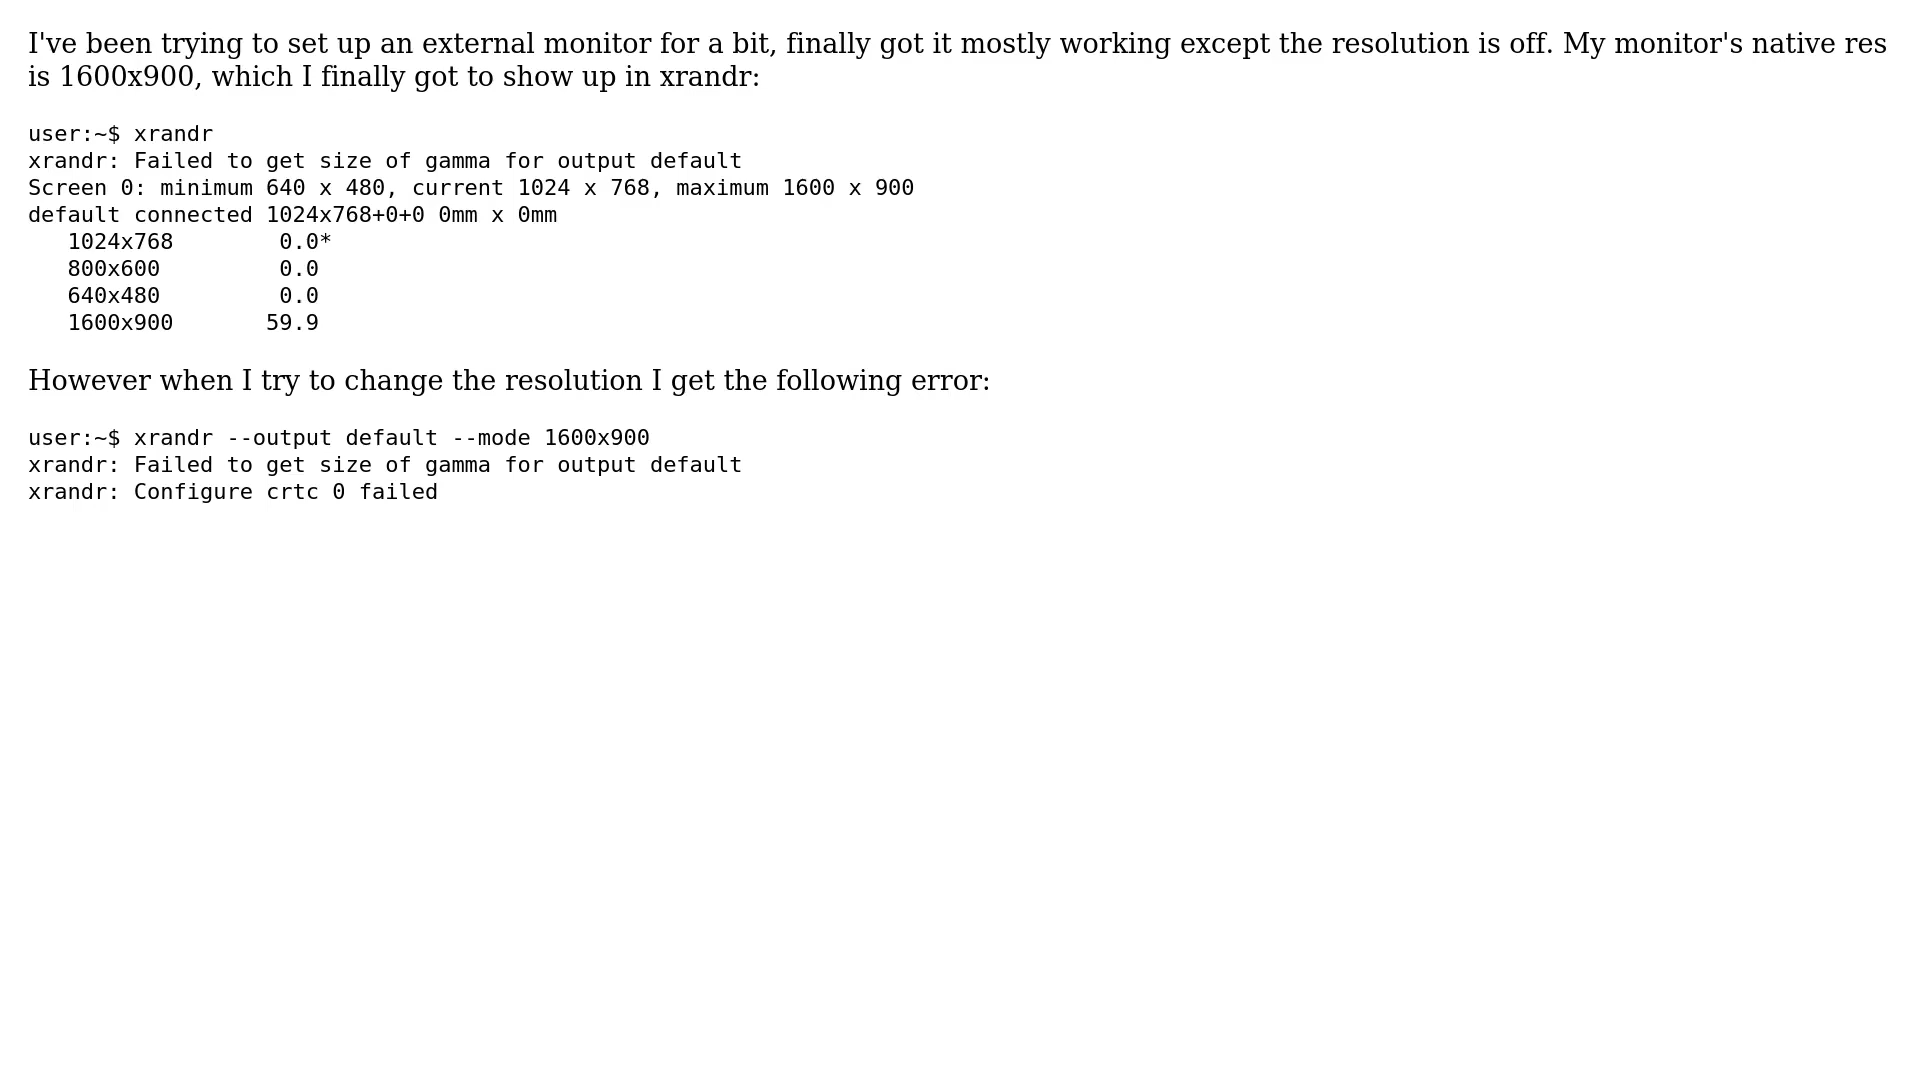 I've been trying to set up an external monitor for a bit, finally got it mostly working except the resolution is off. My monitor's native res
is 1600x900, which I finally got to show up in xrandr:
user:~$ xrandr
xrandr: Failed to get size of gamma for output default
Screen 0: minimum 640 x 480, current 1024 x 768, maximum 1600 x 900
default connected 1024x768+0+0 0mm x 0mm
   1024x768        0.0*
   800x600         0.0
   640x480         0.0
   1600x900       59.9
However when I try to change the resolution I get the following error:
user:~$ xrandr --output default --mode 1600x900
xrandr: Failed to get size of gamma for output default
xrandr: Configure crtc 0 failed